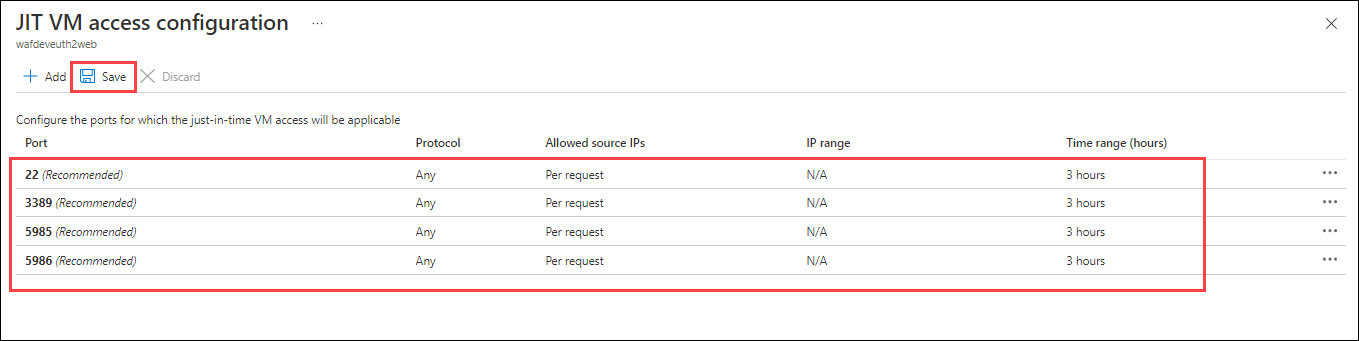 JIT VM access configuration ...
wafdeveuth2web
Add Save Discard
Configure the ports for which the just-in-time VM access will be applicable
Port Protocol Allowed source IPs IP range Time range (hours)
22 (Recommended) Any Per request N/A 3 hours ...
3389 (Recommended) Any Per request N/A 3 hours ...
5985 (Recommended) Any Per request N/A 3 hours ...
5986 (Recommended) Any Per request N/A 3 hours ...